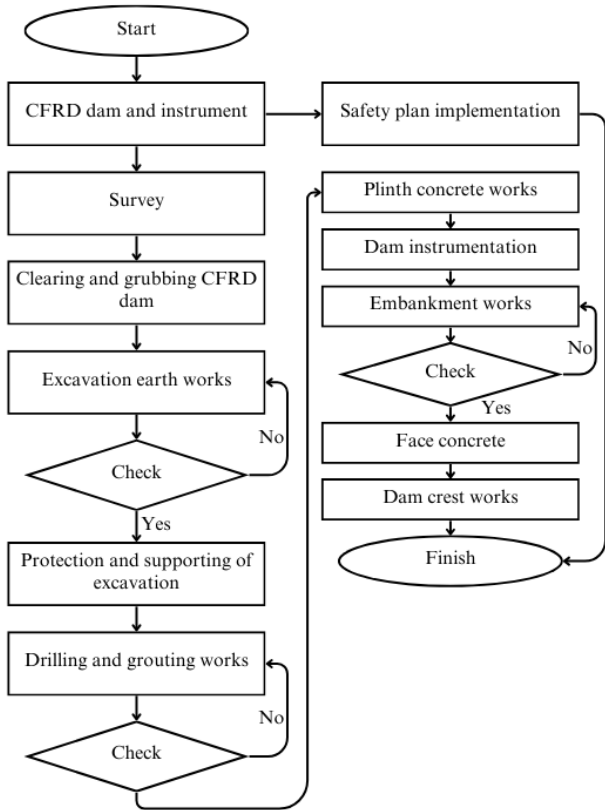 Start
CFRD dam and instrument
Survey
Clearing and grubbing CFRD
dam
Excavation earth works
No
Check
Yes
Protection and supporting of
excavation
Drilling and grouting works
No
Check
Safety plan implementation
Plinth concrete works
Dam instrumentation
Embankment works
No
Check
Yes
Face concrete
Dam crest works
Finish